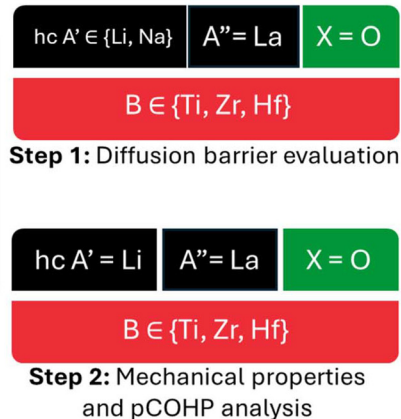 hc A’ ∈ {Li, Na} A”= La X = O
B ∈ {Ti, Zr, Hf}
Step 1: Diffusion barrier evaluation
hc A’ = Li A”= La X = O
B ∈ {Ti, Zr, Hf}
Step 2: Mechanical properties
and pCOHP analysis